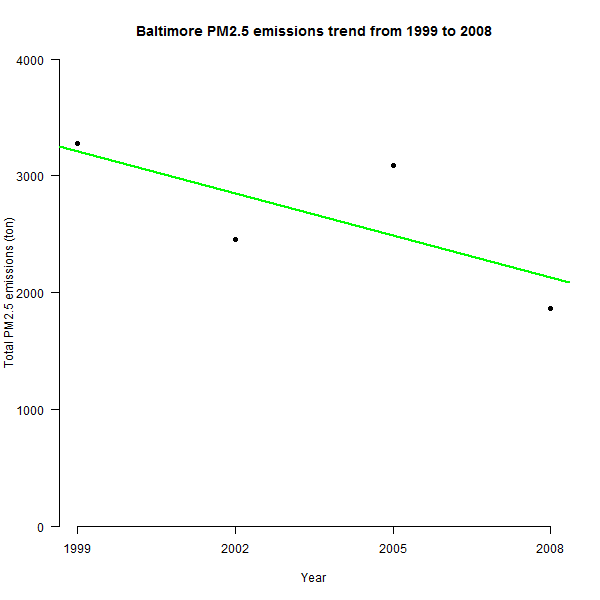 Baltimore PM2.5 emissions trend from 1999 to 2008
Total PM2.5 emissions (ton)
4000
3000
2000
1000
0
1999 2002 2005 2008
Year